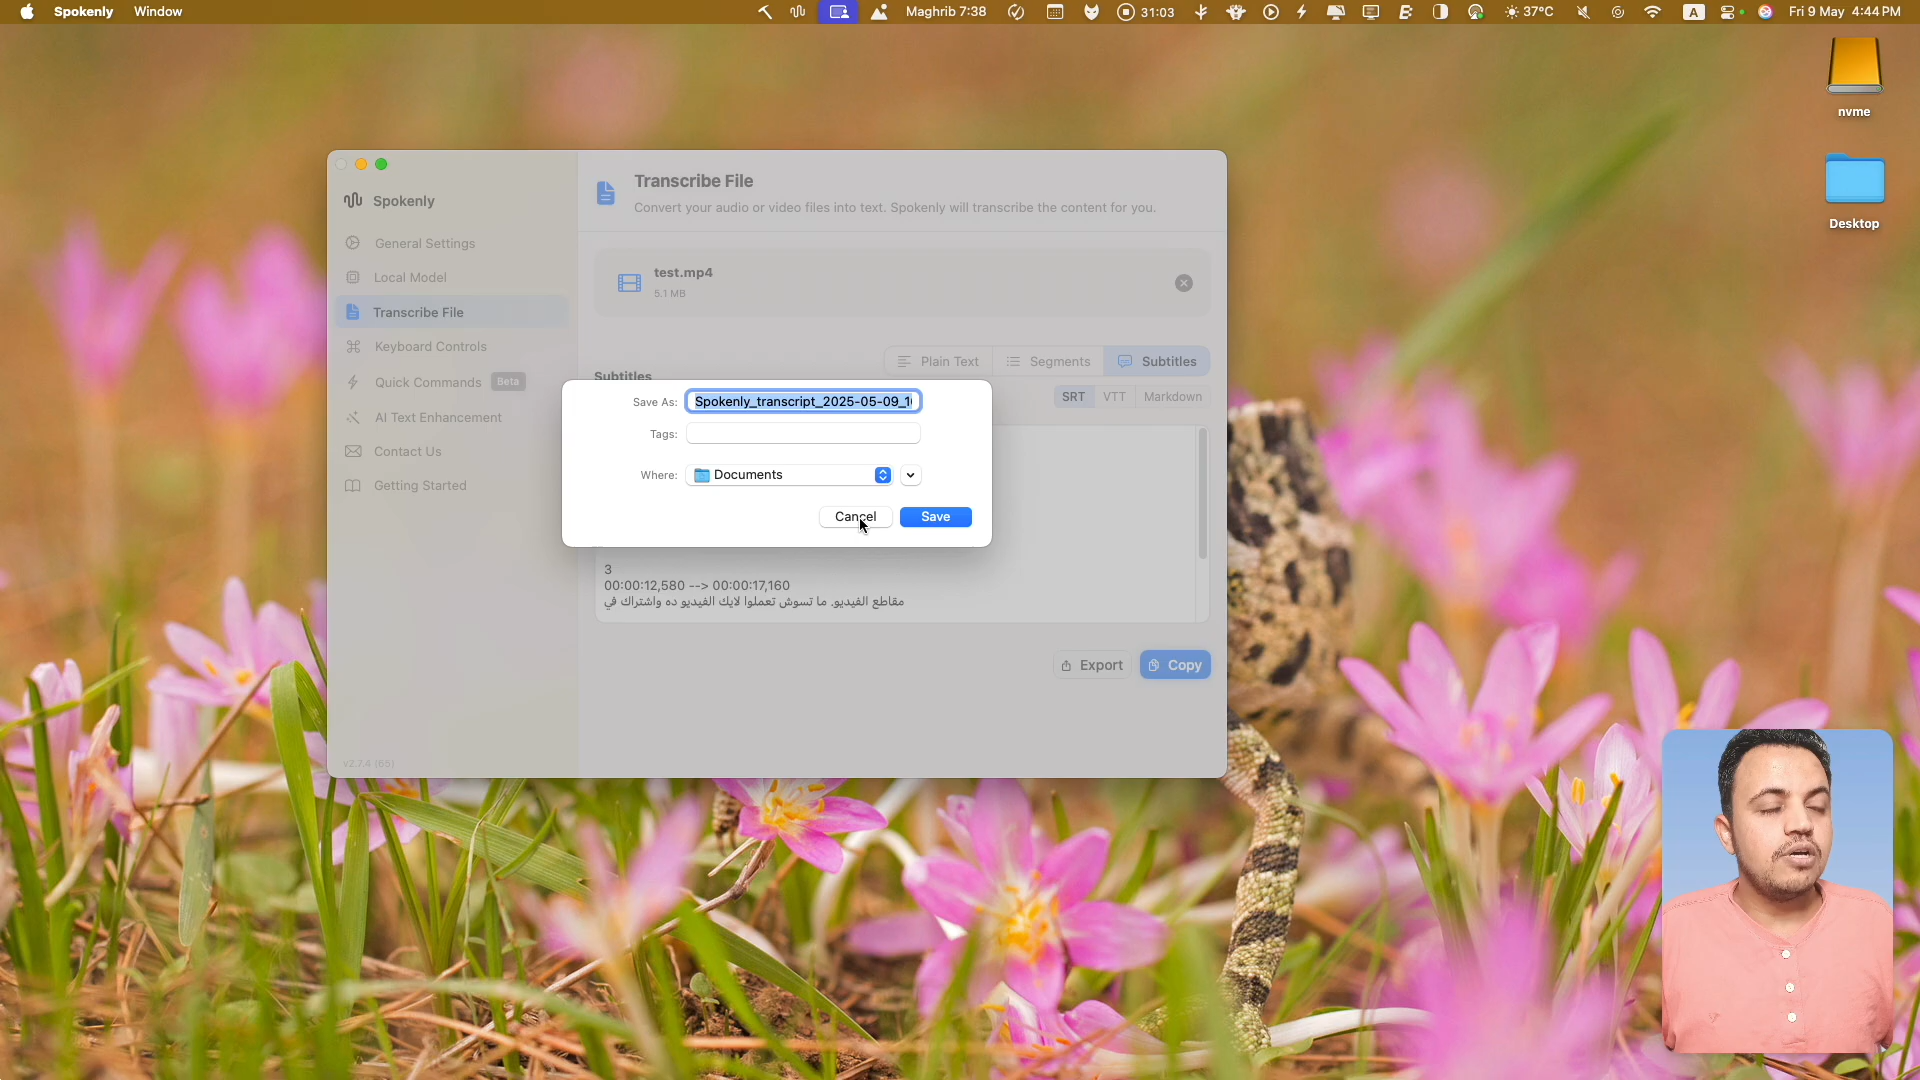 Spokenly Window Maghrib 7:38 31:03 37°C A Fri 9 May 4:44 PM
nvme
Desktop
Spokenly
General Settings
Local Model
Transcribe File
Keyboard Controls
Quick Commands Beta
AI Text Enhancement
Contact Us
Getting Started
v2.7.4 (65)
Transcribe File
Convert your audio or video files into text. Spokenly will transcribe the content for you.
test.mp4
5.1 MB
Plain Text Segments Subtitles
Subtitles
SRT VTT Markdown
Save As: Spokenly_transcript_2025-05-09_1
Tags:
Where: Documents
Cancel Save
3
00:00:12,580 --> 00:00:17,160
مقاطع الفيديو. ما تسوش تعملوا لايك الفيديو ده واشتراك في
Export Copy